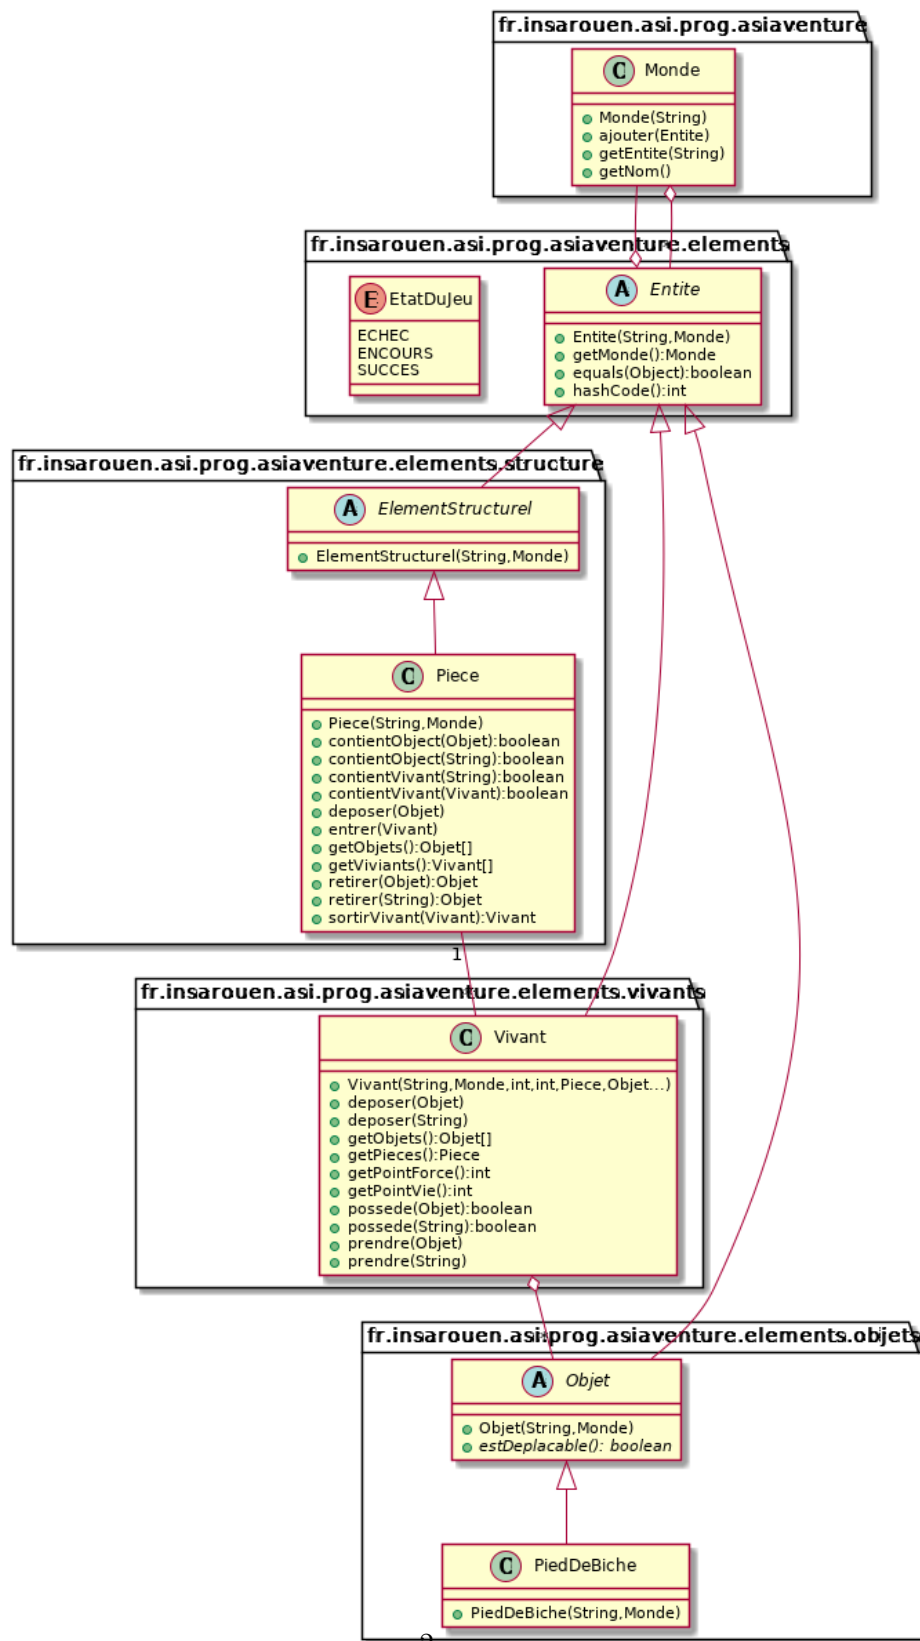 fr.insarouen.asi.prog.asiaventure
C Monde
Monde(String)
ajouter(Entite)
getEntite(String)
getNom()
fr.insarouen.asi.prog.asiaventure.elements
E EtatDuJeu
ECHEC
ENCOURS
SUCCES
A Entite
Entite(String,Monde)
getMonde():Monde
equals(Object):boolean
hashCode():int
fr.insarouen.asi.prog.asiaventure.elements.structure
A ElementStructurel
ElementStructurel(String,Monde)
C Piece
Piece(String,Monde)
contientObject(Objet):boolean
contientObject(String):boolean
contientVivant(String):boolean
contientVivant(Vivant):boolean
deposer(Objet)
entrer(Vivant)
getObjets():Objet[]
getViviants():Vivant[]
retirer(Objet):Objet
retirer(String):Objet
sortirVivant(Vivant):Vivant
1
fr.insarouen.asi.prog.asiaventure.elements.vivants
C Vivant
Vivant(String,Monde,int,int,Piece,Objet...)
deposer(Objet)
deposer(String)
getObjets():Objet[]
getPieces():Piece
getPointForce():int
getPointVie():int
possede(Objet):boolean
possede(String):boolean
prendre(Objet)
prendre(String)
fr.insarouen.asi.prog.asiaventure.elements.objets
A Objet
Objet(String,Monde)
estDeplacable(): boolean
C PiedDeBiche
PiedDeBiche(String,Monde)